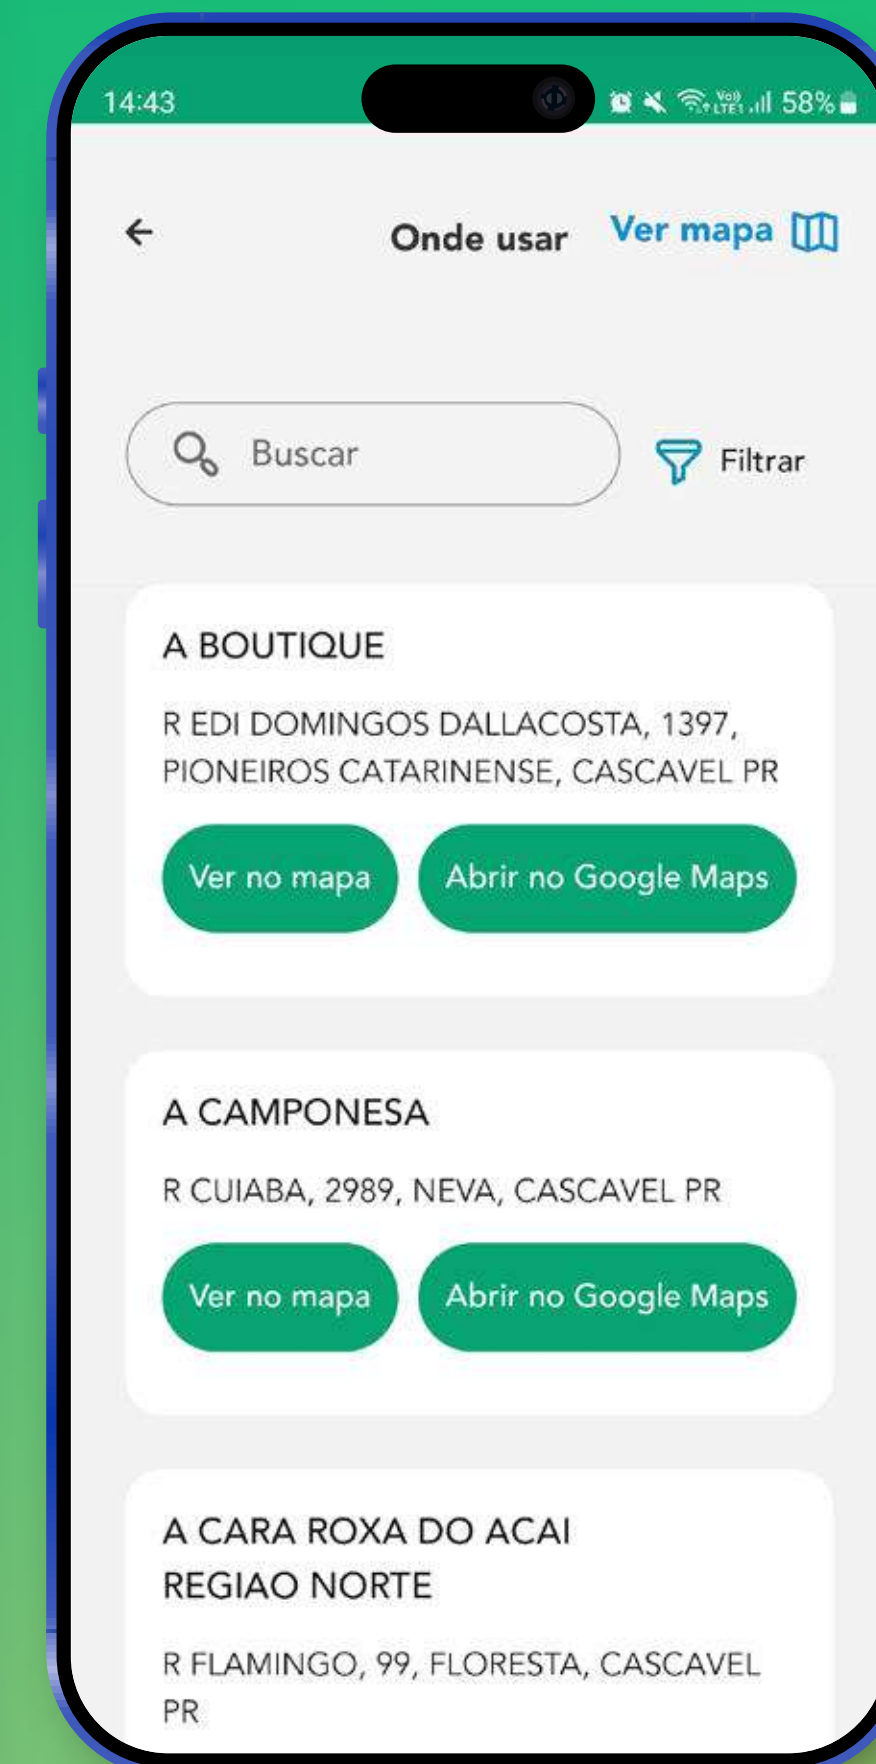 14:43
Vo)) LTE1 58%
Onde usar Ver mapa
Buscar Filtrar
A BOUTIQUE
R EDI DOMINGOS DALLACOSTA, 1397,
PIONEIROS CATARINENSE, CASCAVEL PR
Ver no mapa Abrir no Google Maps
A CAMPONESA
R CUIABA, 2989, NEVA, CASCAVEL PR
Ver no mapa Abrir no Google Maps
A CARA ROXA DO ACAI
REGIAO NORTE
R FLAMINGO, 99, FLORESTA, CASCAVEL
PR